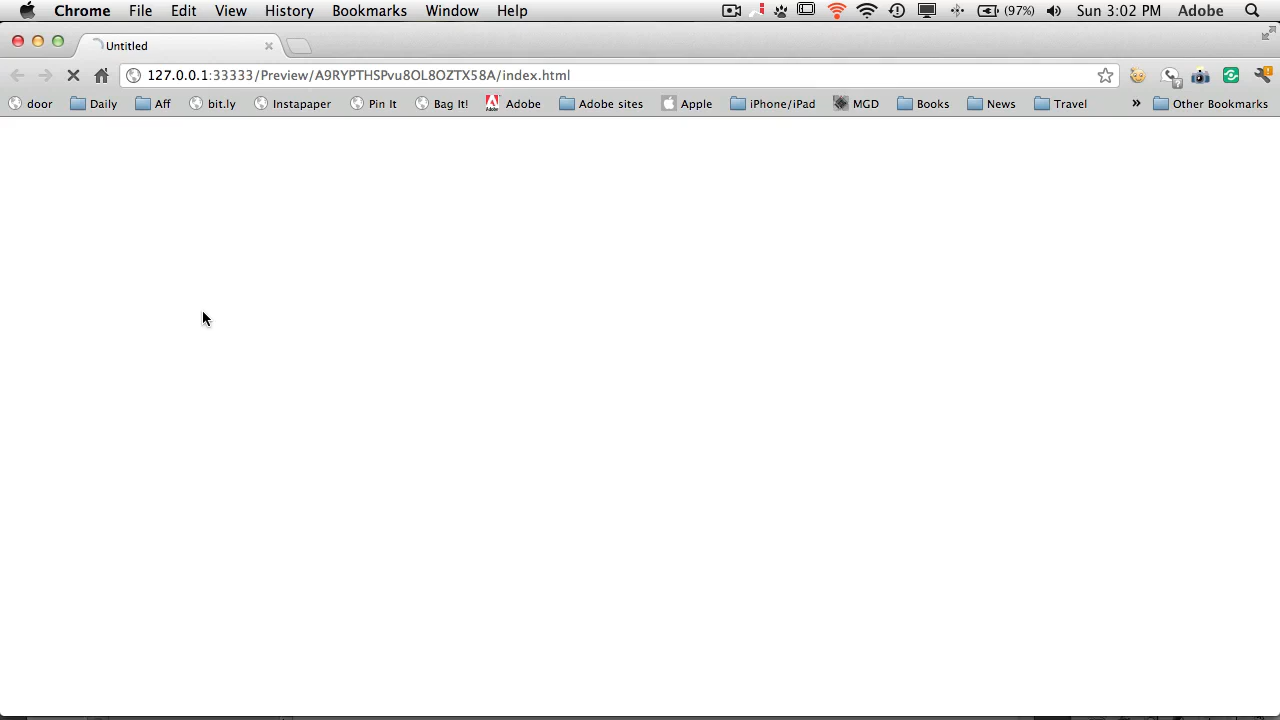 Chrome File Edit View History Bookmarks Window Help (97%) Sun 3:02 PM Adobe
Untitled
127.0.0.1:33333/Preview/A9RYPTHSPvu8OL8OZTX58A/index.html
door Daily Aff bit.ly Instapaper Pin It Bag It! Adobe Adobe sites Apple iPhone/iPad MGD Books News Travel » Other Bookmarks